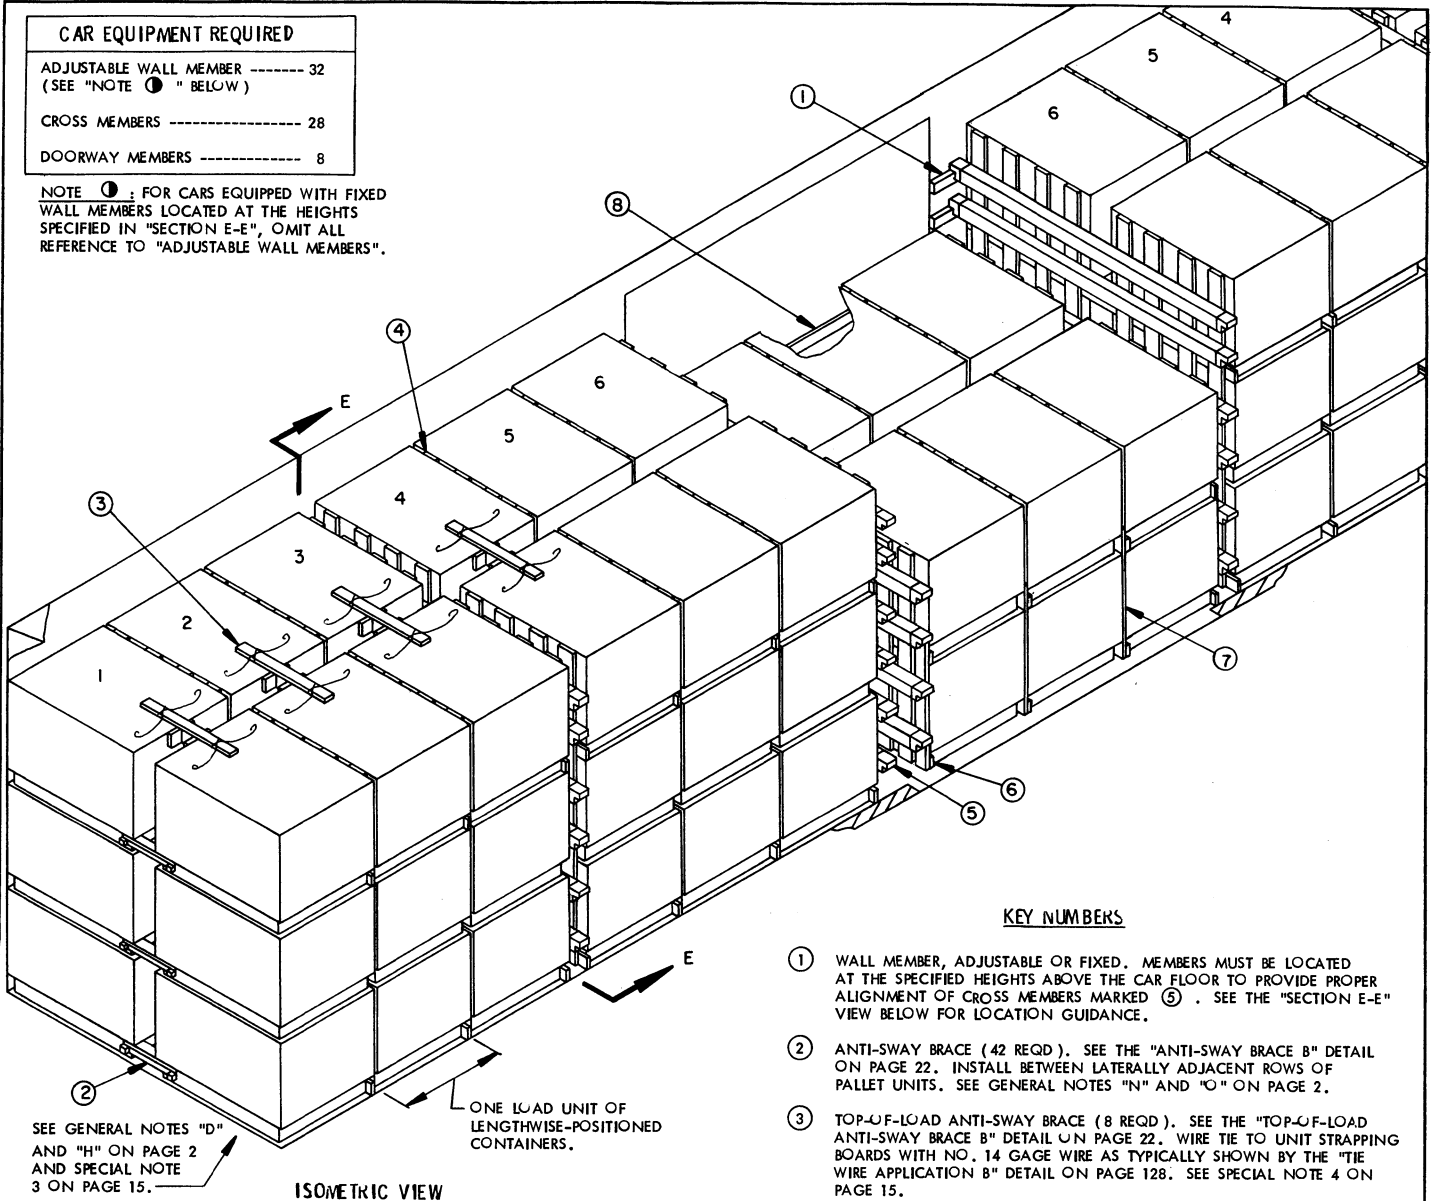 CAR EQUIPMENT REQUIRED
ADJUSTABLE WALL MEMBER ------- 32
(SEE "NOTE ◑ " BELOW)
CROSS MEMBERS ----------------- 28
DOORWAY MEMBERS ------------- 8
NOTE ◑ : FOR CARS EQUIPPED WITH FIXED
WALL MEMBERS LOCATED AT THE HEIGHTS
SPECIFIED IN "SECTION E-E", OMIT ALL
REFERENCE TO "ADJUSTABLE WALL MEMBERS".
4
5
6
①
⑧
④
E
6
5
4
③
3
2
1
⑦
⑥
⑤
E
②
SEE GENERAL NOTES "D"
AND "H" ON PAGE 2
AND SPECIAL NOTE
3 ON PAGE 15.
ONE LOAD UNIT OF
LENGTHWISE-POSITIONED
CONTAINERS.
ISOMETRIC VIEW
KEY NUMBERS
① WALL MEMBER, ADJUSTABLE OR FIXED. MEMBERS MUST BE LOCATED
AT THE SPECIFIED HEIGHTS ABOVE THE CAR FLOOR TO PROVIDE PROPER
ALIGNMENT OF CROSS MEMBERS MARKED ⑤ . SEE THE "SECTION E-E"
VIEW BELOW FOR LOCATION GUIDANCE.
② ANTI-SWAY BRACE (42 REQD). SEE THE "ANTI-SWAY BRACE B" DETAIL
ON PAGE 22. INSTALL BETWEEN LATERALLY ADJACENT ROWS OF
PALLET UNITS. SEE GENERAL NOTES "N" AND "O" ON PAGE 2.
③ TOP-OF-LOAD ANTI-SWAY BRACE (8 REQD). SEE THE "TOP-OF-LOAD
ANTI-SWAY BRACE B" DETAIL ON PAGE 22. WIRE TIE TO UNIT STRAPPING
BOARDS WITH NO. 14 GAGE WIRE AS TYPICALLY SHOWN BY THE "TIE
WIRE APPLICATION B" DETAIL ON PAGE 128. SEE SPECIAL NOTE 4 ON
PAGE 15.